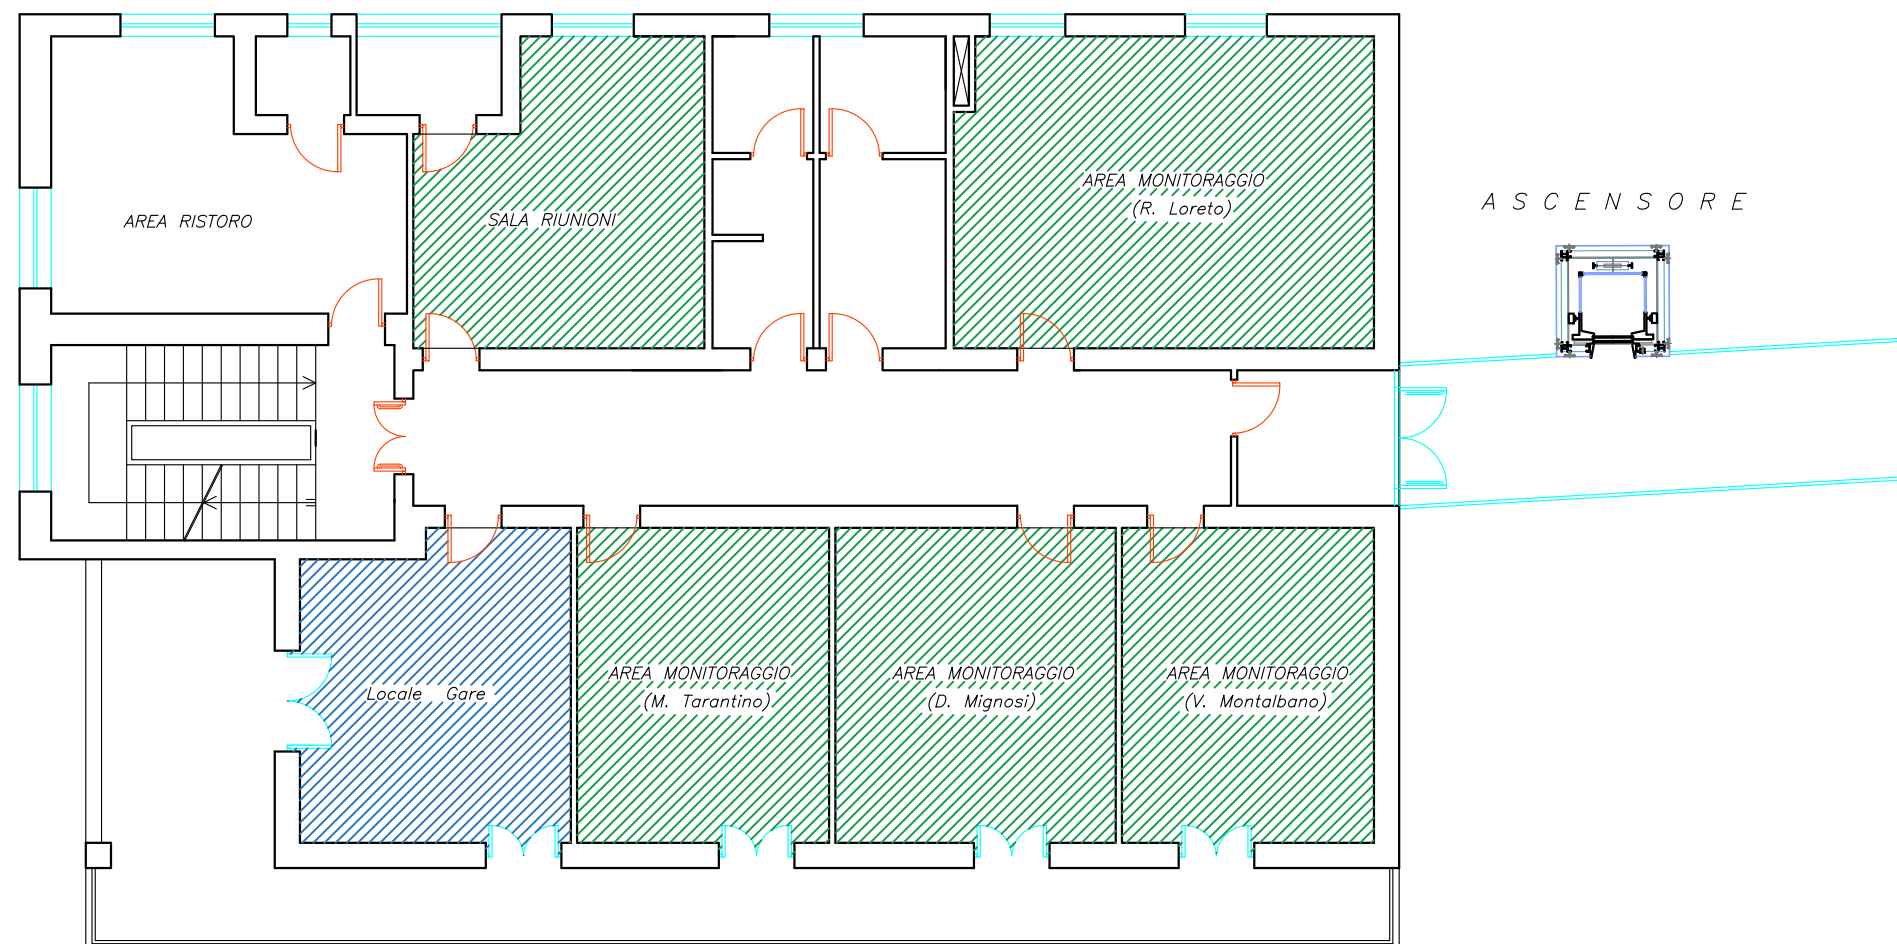 AREA MONITORAGGIO
(R. Loreto)
A S C E N S O R E
AREA RISTORO
SALA RIUNIONI
Locale Gare
AREA MONITORAGGIO
(M. Tarantino)
AREA MONITORAGGIO
(D. Mignosi)
AREA MONITORAGGIO
(V. Montalbano)